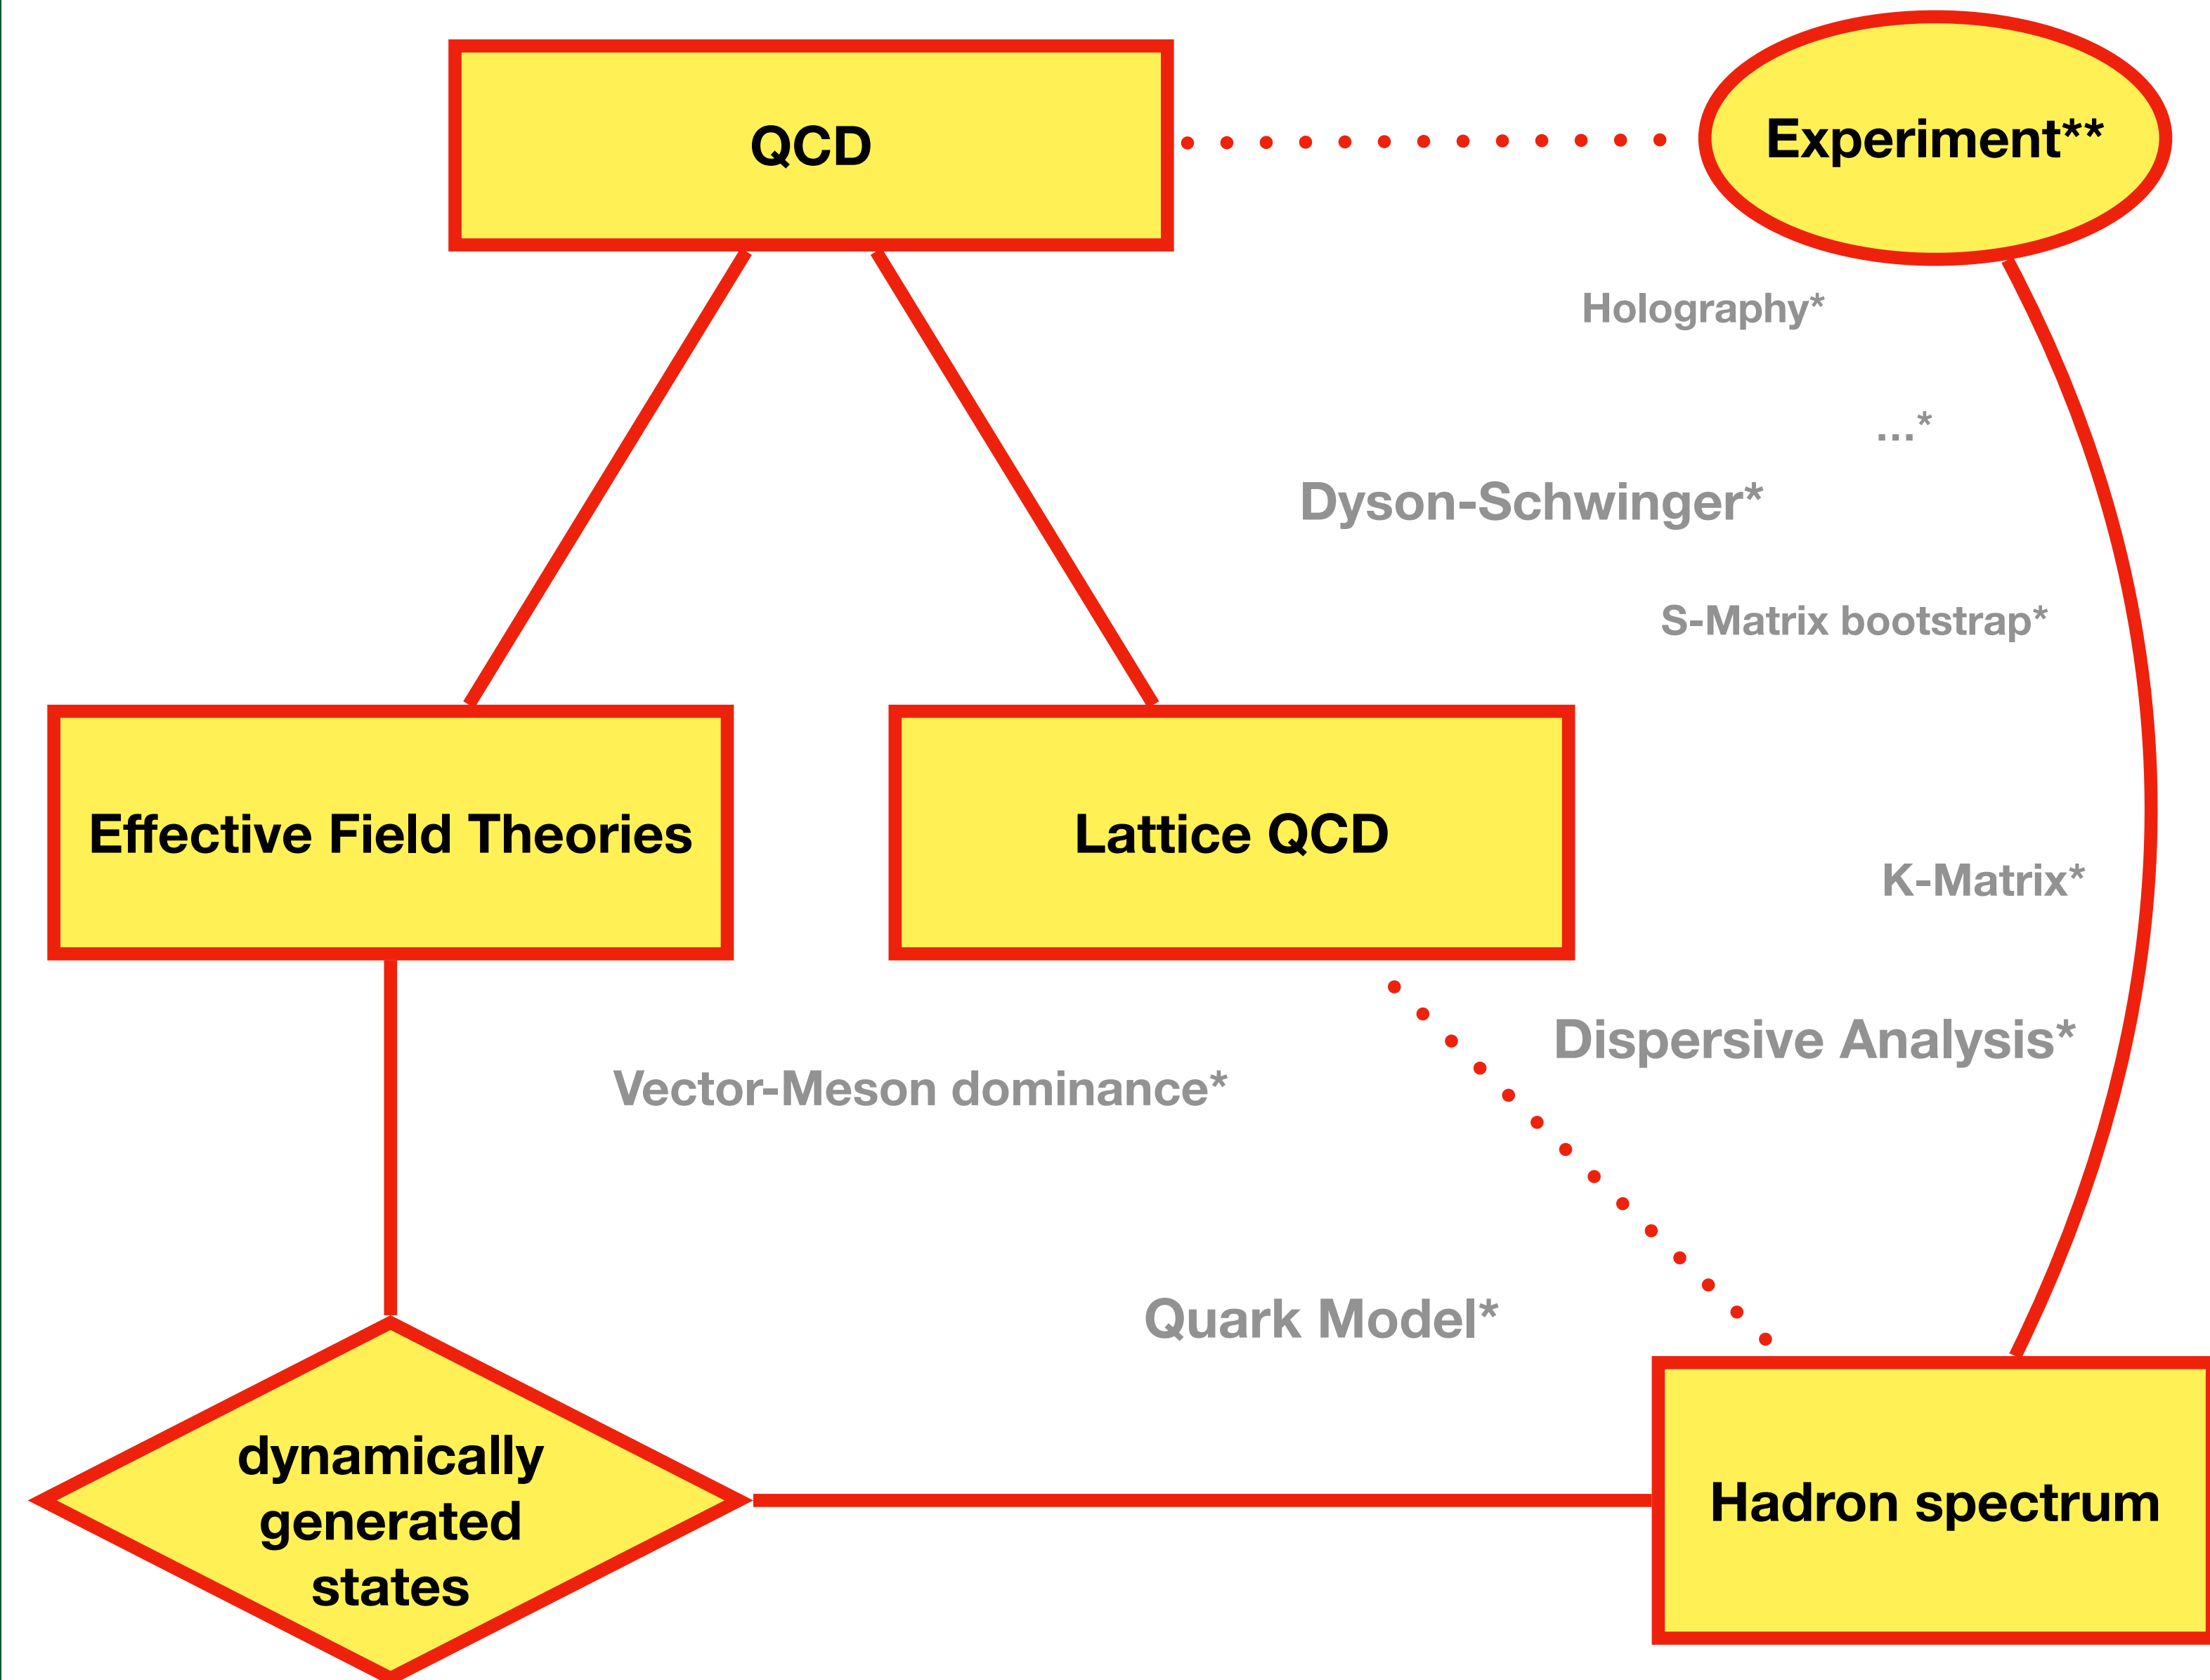 QCD
Experiment**
Holography*
...*
Dyson-Schwinger*
S-Matrix bootstrap*
Effective Field Theories
Lattice QCD
K-Matrix*
Dispersive Analysis*
Vector-Meson dominance*
Quark Model*
dynamically
generated
states
Hadron spectrum